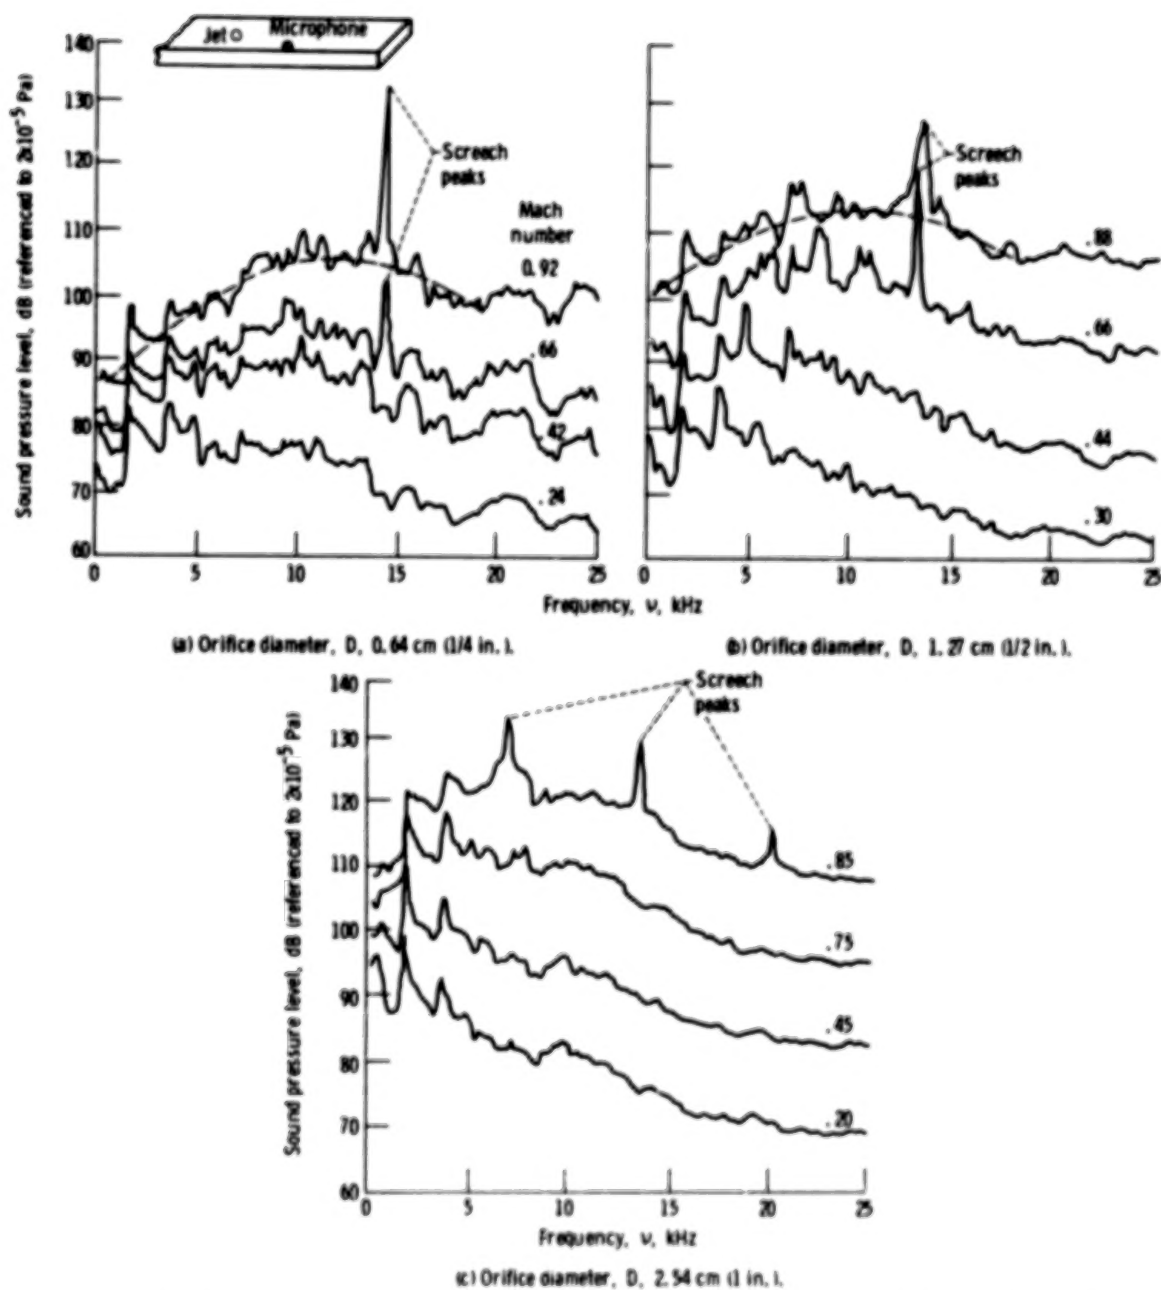 Sound pressure level, dB (referenced to 2x10⁻⁵ Pa)
140
130
120
110
100
90
80
70
60
Jet
Microphone
Screech
peaks
Mach
number
0.92
.66
.42
.24
0
5
10
15
20
25
Screech
peaks
.88
.66
.44
.30
0
5
10
15
20
25
Frequency, ν, kHz
(a) Orifice diameter, D, 0.64 cm (1/4 in.).
(b) Orifice diameter, D, 1.27 cm (1/2 in.).
Sound pressure level, dB (referenced to 2x10⁻⁵ Pa)
140
130
120
110
100
90
80
70
60
Screech
peaks
.85
.75
.45
.20
0
5
10
15
20
25
Frequency, ν, kHz
(c) Orifice diameter, D, 2.54 cm (1 in.).